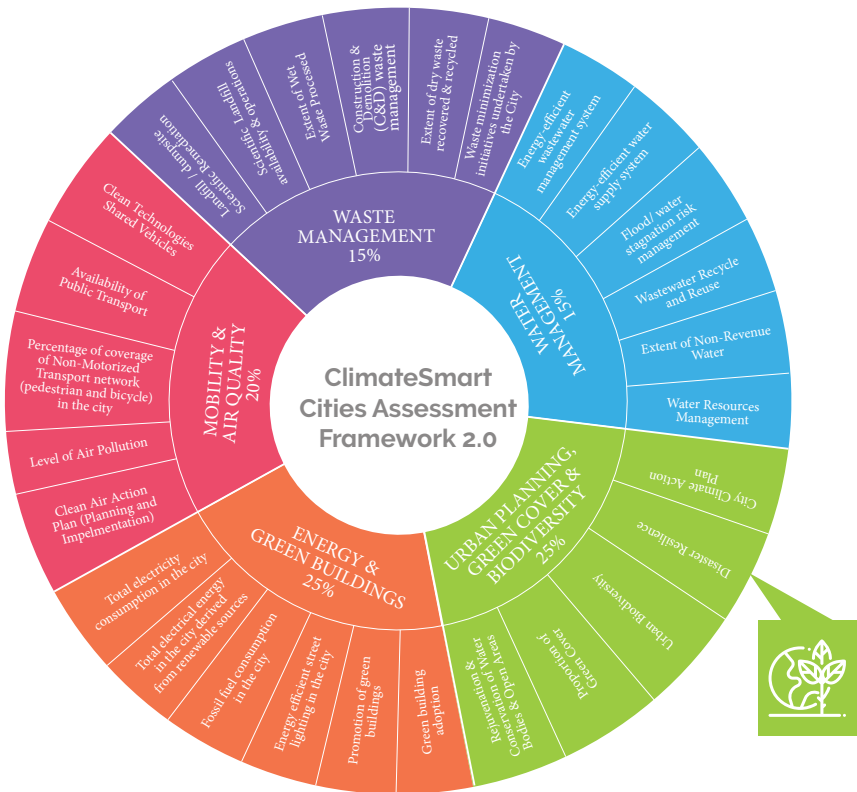 ClimateSmart
Cities Assessment
Framework 2.0
WASTE
MANAGEMENT
15%
Landfill / dumpsite
Scientific Remediation
Scientific Landfill
availability & operations
Extent of Wet
Waste Processed
Construction &
Demolition
(C&D) waste
management
Extent of dry waste
recovered & recycled
Waste minimization
initiatives undertaken by
the City
WATER
MANAGEMENT
15%
Energy-efficient
wastewater
management system
Energy-efficient water
supply system
Flood/ water
stagnation risk
management
Wastewater Recycle
and Reuse
Extent of Non-Revenue
Water
Water Resources
Management
URBAN PLANNING,
GREEN COVER &
BIODIVERSITY
25%
City Climate Action
Plan
Disaster Resilience
Urban Biodiversity
Proportion of
Green Cover
Rejuvenation &
Conservation of Water
Bodies & Open Areas
ENERGY &
GREEN BUILDINGS
25%
Green building
adoption
Promotion of green
buildings
Energy efficient street
lighting in the city
Fossil fuel consumption
in the city
Total electrical energy
in the city derived
from renewable sources
Total electricity
consumption in the city
MOBILITY &
AIR QUALITY
20%
Clean Air Action
Plan (Planning and
Impelmentation)
Level of Air Pollution
Percentage of coverage
of Non-Motorized
Transport network
(pedestrian and bicycle)
in the city
Availability of
Public Transport
Clean Technologies
Shared Vehicles